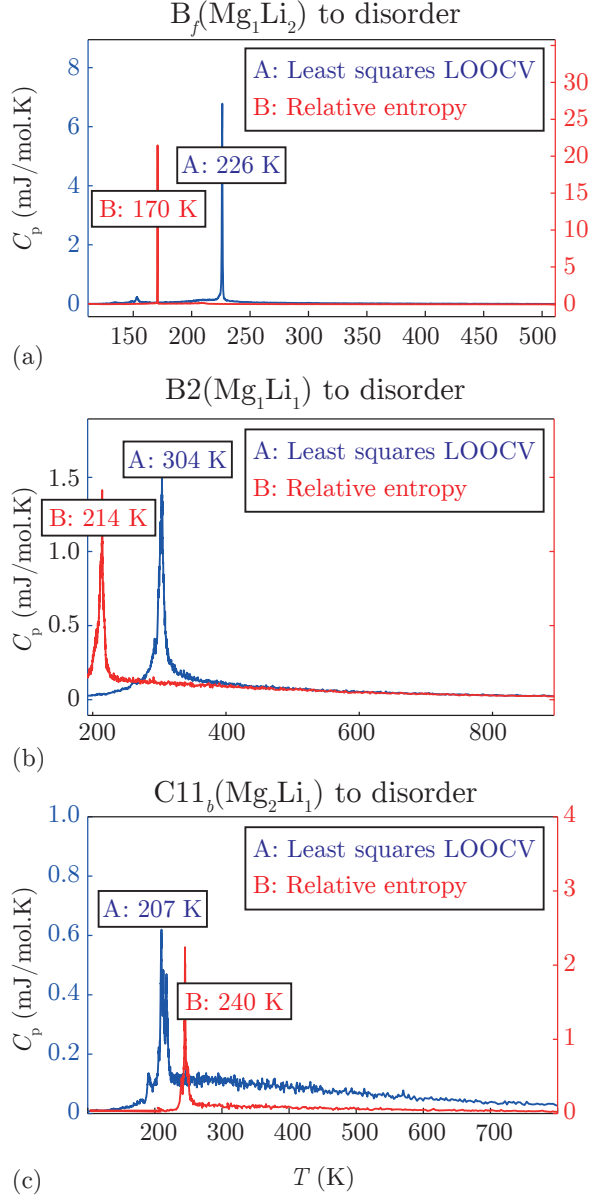 B_f(Mg₁Li₂) to disorder
8
6
4
2
0
C_p (mJ/mol.K)
35
30
25
20
15
10
5
0
A: Least squares LOOCV
B: Relative entropy
A: 226 K
B: 170 K
150 200 250 300 350 400 450 500
(a)
B2(Mg₁Li₁) to disorder
1.5
1.0
0.5
0
C_p (mJ/mol.K)
A: Least squares LOOCV
B: Relative entropy
A: 304 K
B: 214 K
200 400 600 800
(b)
C11_b(Mg₂Li₁) to disorder
1.0
0.8
0.6
0.4
0.2
0
C_p (mJ/mol.K)
4
3
2
1
0
A: Least squares LOOCV
B: Relative entropy
A: 207 K
B: 240 K
200 300 400 500 600 700
(c)
T (K)